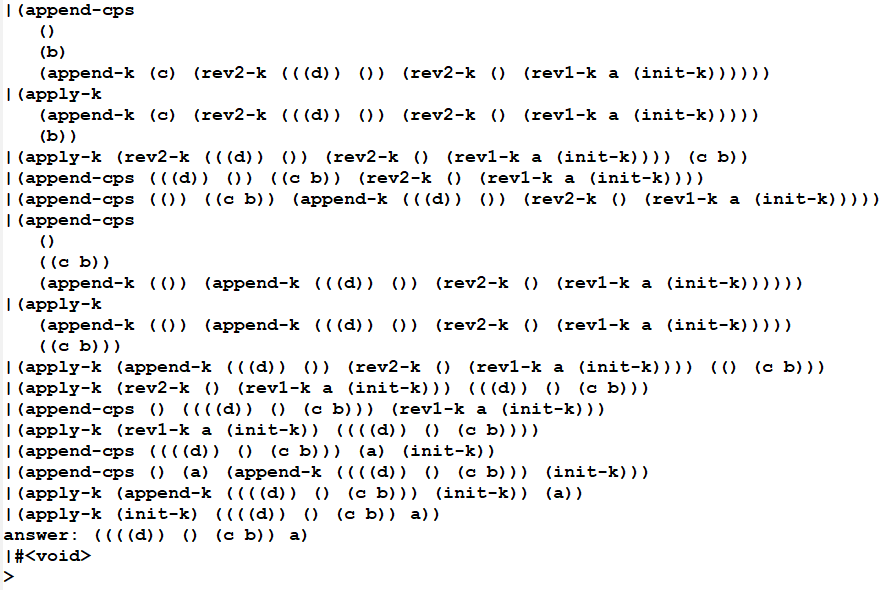 |(append-cps
   ()
   (b)
   (append-k (c) (rev2-k (((d)) ()) (rev2-k () (rev1-k a (init-k))))))
|(apply-k
   (append-k (c) (rev2-k (((d)) ()) (rev2-k () (rev1-k a (init-k)))))
   (b))
|(apply-k (rev2-k (((d)) ()) (rev2-k () (rev1-k a (init-k)))) (c b))
|(append-cps (((d)) ()) ((c b)) (rev2-k () (rev1-k a (init-k))))
|(append-cps (()) ((c b)) (append-k (((d)) ()) (rev2-k () (rev1-k a (init-k)))))
|(append-cps
   ()
   ((c b))
   (append-k (()) (append-k (((d)) ()) (rev2-k () (rev1-k a (init-k))))))
|(apply-k
   (append-k (()) (append-k (((d)) ()) (rev2-k () (rev1-k a (init-k)))))
   ((c b)))
|(apply-k (append-k (((d)) ()) (rev2-k () (rev1-k a (init-k)))) (() (c b)))
|(apply-k (rev2-k () (rev1-k a (init-k))) (((d)) () (c b)))
|(append-cps () ((((d)) () (c b))) (rev1-k a (init-k)))
|(apply-k (rev1-k a (init-k)) ((((d)) () (c b))))
|(append-cps ((((d)) () (c b))) (a) (init-k))
|(append-cps () (a) (append-k ((((d)) () (c b))) (init-k)))
|(apply-k (append-k ((((d)) () (c b))) (init-k)) (a))
|(apply-k (init-k) ((((d)) () (c b)) a))
answer: ((((d)) () (c b)) a)
|#<void>
>